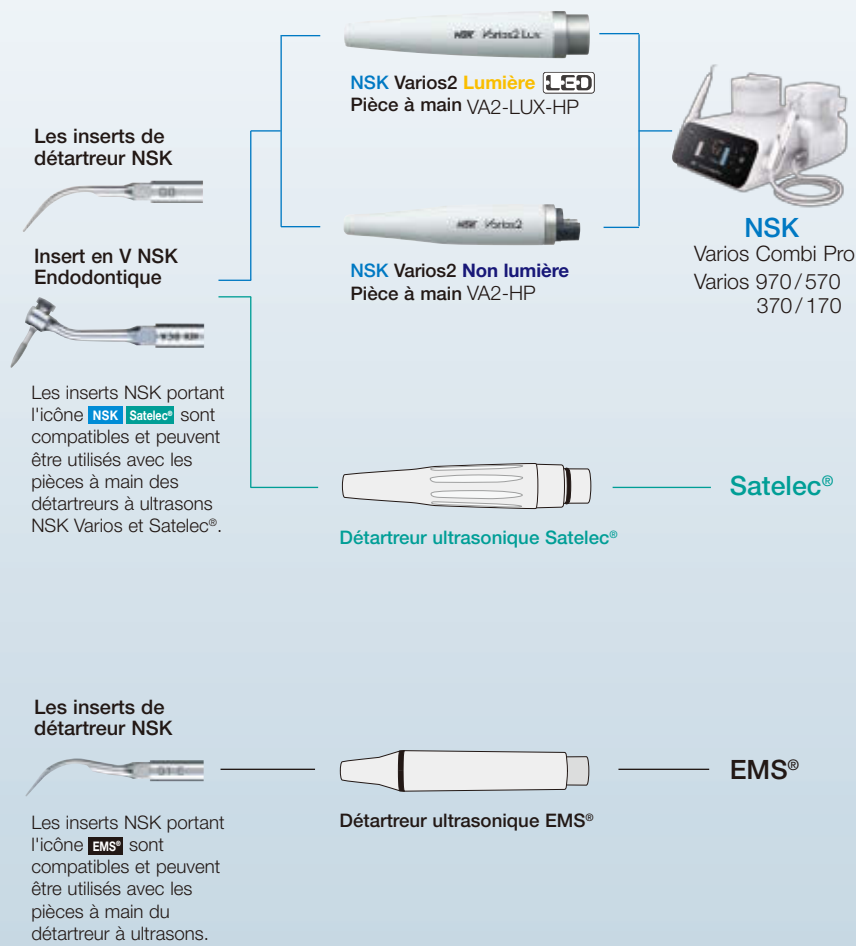 NSK Varios2 Lux
NSK Varios2 Lumière LED
Pièce à main VA2-LUX-HP
Les inserts de
détartreur NSK
G8
NSK Varios2
Insert en V NSK
Endodontique
NSK Varios2 Non lumière
Pièce à main VA2-HP
NSK
Varios Combi Pro
Varios 970/570
370/170
Les inserts NSK portant
l'icône NSK Satelec® sont
compatibles et peuvent
être utilisés avec les
pièces à main des
détartreurs à ultrasons
NSK Varios et Satelec®.
Satelec®
Détartreur ultrasonique Satelec®
Les inserts de
détartreur NSK
G1-E
EMS®
Détartreur ultrasonique EMS®
Les inserts NSK portant
l'icône EMS® sont
compatibles et peuvent
être utilisés avec les
pièces à main du
détartreur à ultrasons.